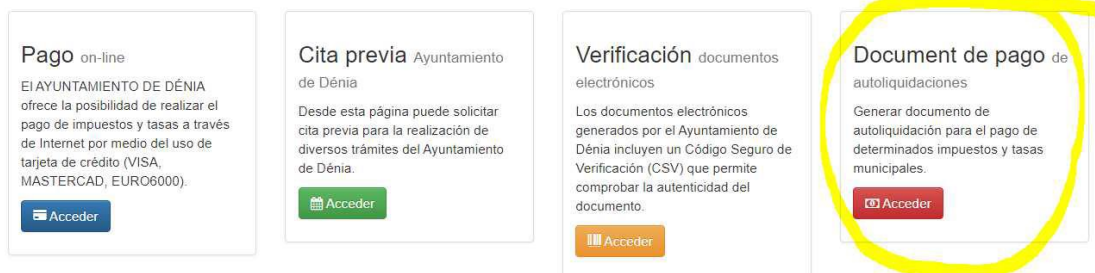 Pago on-line
El AYUNTAMIENTO DE DÉNIA
ofrece la posibilidad de realizar el
pago de impuestos y tasas a través
de Internet por medio del uso de
tarjeta de crédito (VISA,
MASTERCAD, EURO6000).
Acceder
Cita previa Ayuntamiento
de Dénia
Desde esta página puede solicitar
cita previa para la realización de
diversos trámites del Ayuntamiento
de Dénia.
Acceder
Verificación documentos
electrónicos
Los documentos electrónicos
generados por el Ayuntamiento de
Dénia incluyen un Código Seguro de
Verificación (CSV) que permite
comprobar la autenticidad del
documento.
Acceder
Document de pago de
autoliquidaciones
Generar documento de
autoliquidación para el pago de
determinados impuestos y tasas
municipales.
Acceder